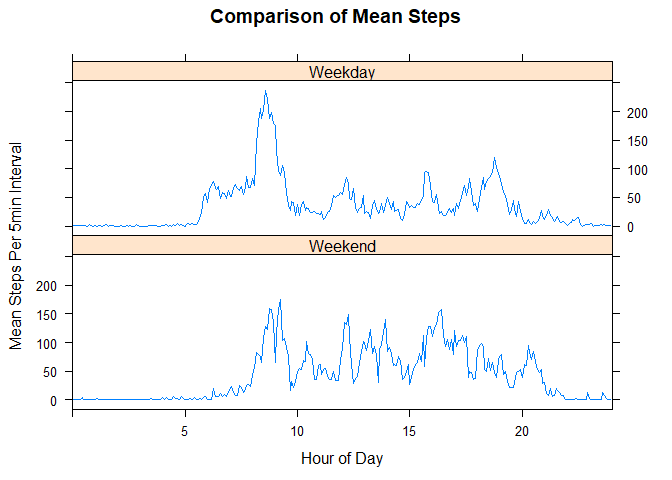 Comparison of Mean Steps
Weekday
200
150
100
50
0
Mean Steps Per 5min Interval
Weekend
200
150
100
50
0
5 10 15 20
Hour of Day